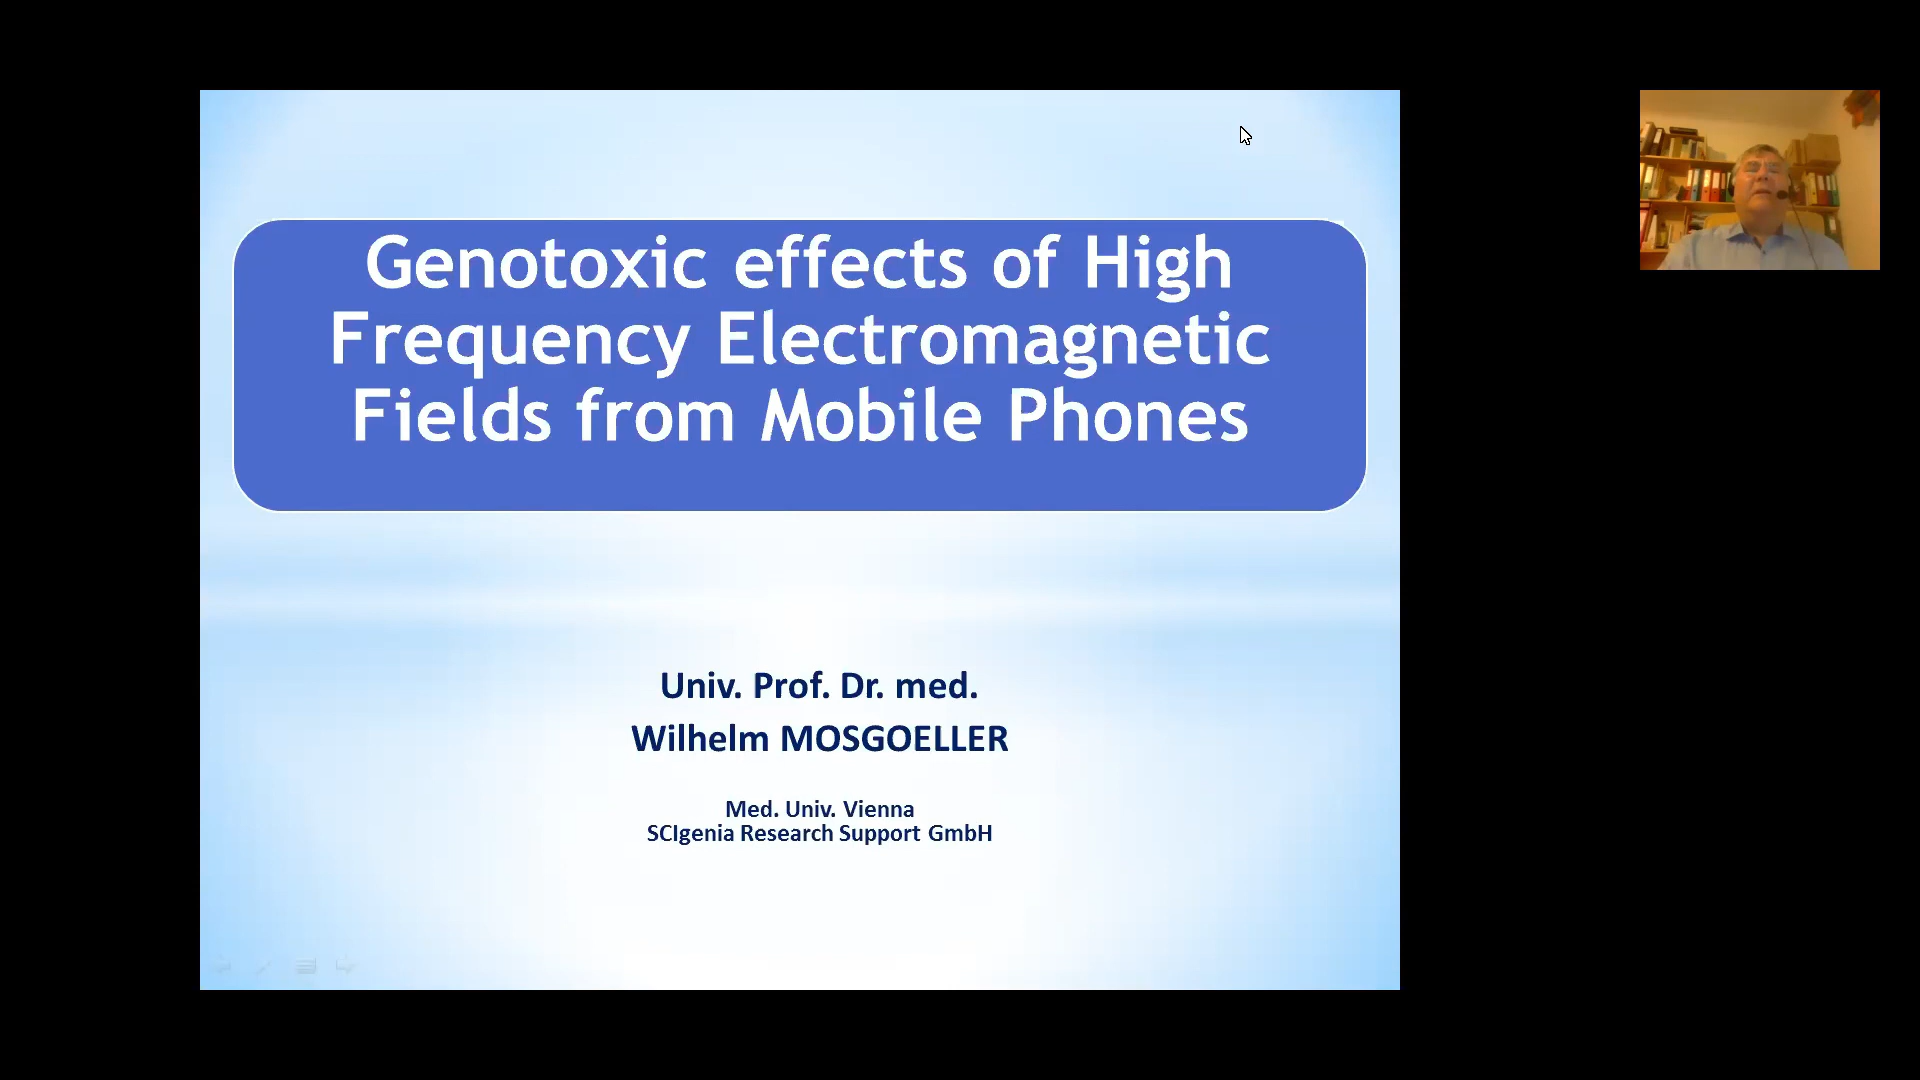 Genotoxic effects of High
Frequency Electromagnetic
Fields from Mobile Phones
Univ. Prof. Dr. med.
Wilhelm MOSGOELLER
Med. Univ. Vienna
SCIgenia Research Support GmbH